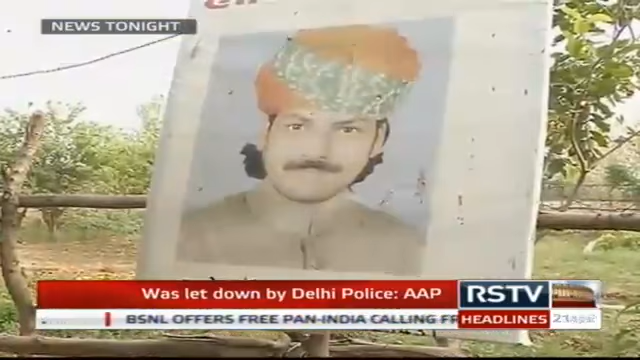 NEWS TONIGHT
Was let down by Delhi Police: AAP
RSTV
HEADLINES
BSNL OFFERS FREE PAN-INDIA CALLING